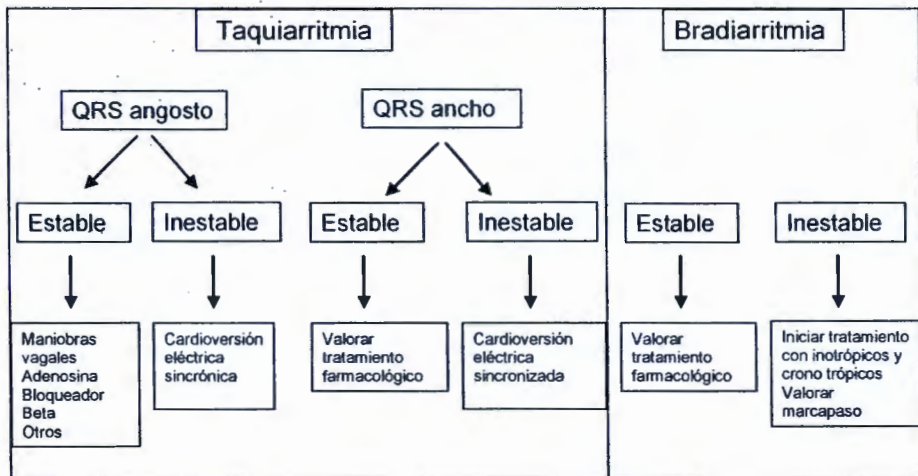 Taquiarritmia
Bradiarritmia
QRS angosto
QRS ancho
Estable
Inestable
Estable
Inestable
Estable
Inestable
Maniobras
vagales
Adenosina
Bloqueador
Beta
Otros
Cardioversión
eléctrica
sincrónica
Valorar
tratamiento
farmacológico
Cardioversión
eléctrica
sincronizada
Valorar
tratamiento
farmacológico
Iniciar tratamiento
con inotrópicos y
crono trópicos
Valorar
marcapaso